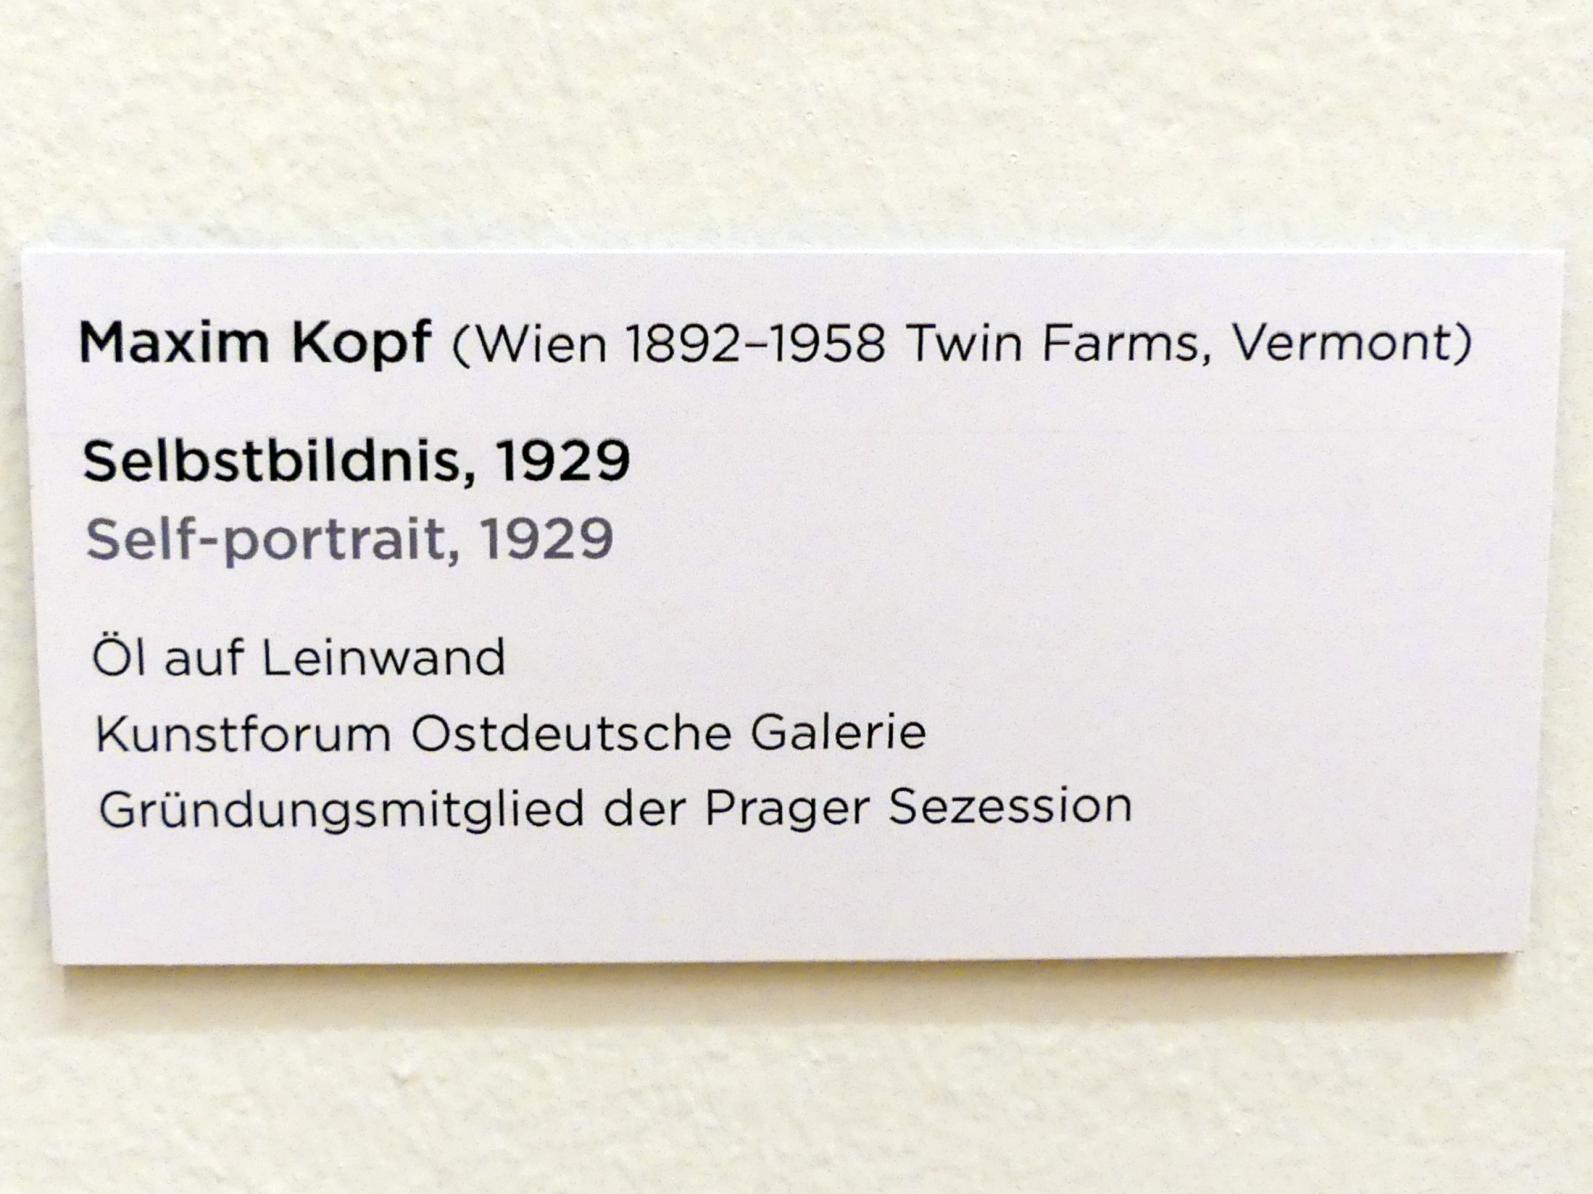 Maxim Kopf (Wien 1892–1958 Twin Farms, Vermont)
Selbstbildnis, 1929
Self-portrait, 1929
Öl auf Leinwand
Kunstforum Ostdeutsche Galerie
Gründungsmitglied der Prager Sezession